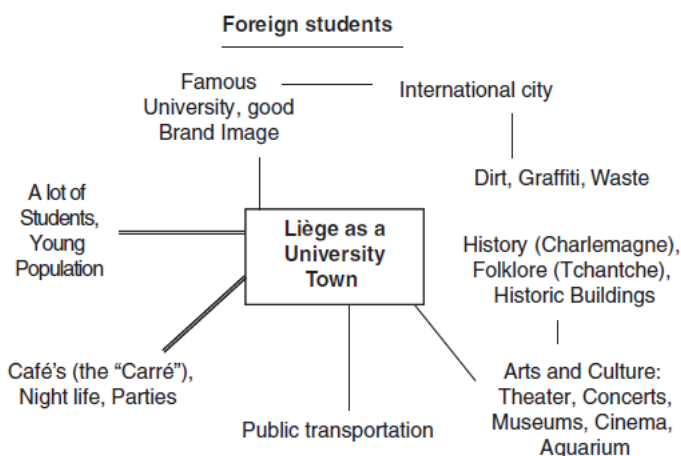 Foreign students
Famous
University, good
Brand Image
International city
Dirt, Graffiti, Waste
A lot of
Students,
Young
Population
Liège as a
University
Town
History (Charlemagne),
Folklore (Tchantche),
Historic Buildings
Café's (the “Carré”),
Night life, Parties
Public transportation
Arts and Culture:
Theater, Concerts,
Museums, Cinema,
Aquarium